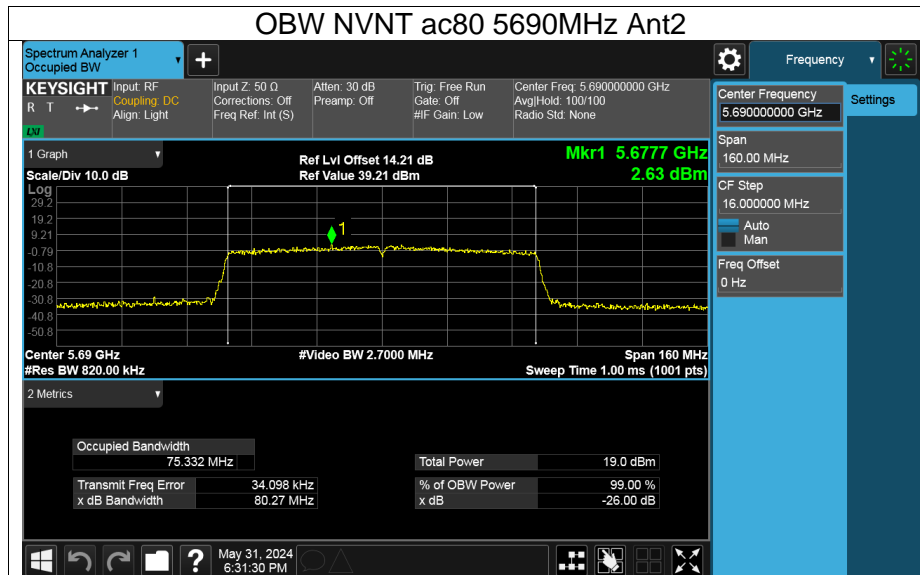 OBW NVNT ac80 5690MHz Ant2
Spectrum Analyzer 1
Occupied BW
+
Frequency
KEYSIGHT
R T
LXI
Input: RF
Coupling: DC
Align: Light
Input Z: 50 Ω
Corrections: Off
Freq Ref: Int (S)
Atten: 30 dB
Preamp: Off
Trig: Free Run
Gate: Off
#IF Gain: Low
Center Freq: 5.690000000 GHz
Avg|Hold: 100/100
Radio Std: None
Center Frequency
5.690000000 GHz
Settings
Span
160.00 MHz
CF Step
16.000000 MHz
Auto
Man
Freq Offset
0 Hz
1 Graph
Scale/Div 10.0 dB
Ref Lvl Offset 14.21 dB
Ref Value 39.21 dBm
Mkr1 5.6777 GHz
2.63 dBm
Log
29.2
19.2
9.21
-0.79
-10.8
-20.8
-30.8
-40.8
-50.8
1
Center 5.69 GHz
#Res BW 820.00 kHz
#Video BW 2.7000 MHz
Span 160 MHz
Sweep Time 1.00 ms (1001 pts)
2 Metrics
Occupied Bandwidth
75.332 MHz
Total Power 19.0 dBm
Transmit Freq Error 34.098 kHz
% of OBW Power 99.00 %
x dB Bandwidth 80.27 MHz
x dB -26.00 dB
?
May 31, 2024
6:31:30 PM